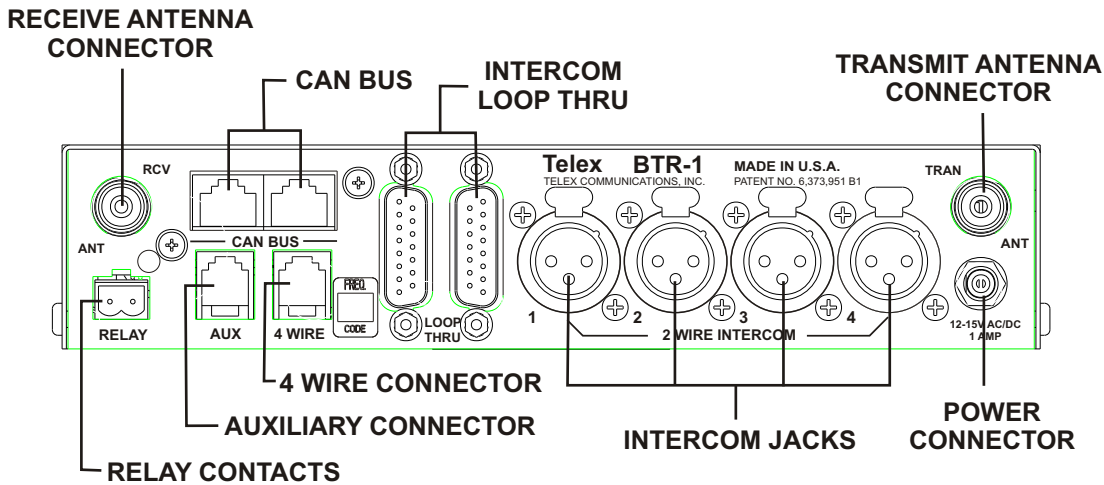 RECEIVE ANTENNA
CONNECTOR
CAN BUS
INTERCOM
LOOP THRU
TRANSMIT ANTENNA
CONNECTOR
RCV
ANT
CAN BUS
RELAY
AUX
4 WIRE
FREQ.
CODE
LOOP
THRU
Telex BTR-1
TELEX COMMUNICATIONS, INC.
MADE IN U.S.A.
PATENT NO. 6,373,951 B1
1
2
3
4
2 WIRE INTERCOM
TRAN
ANT
12-15V AC/DC
1 AMP
4 WIRE CONNECTOR
AUXILIARY CONNECTOR
RELAY CONTACTS
INTERCOM JACKS
POWER
CONNECTOR